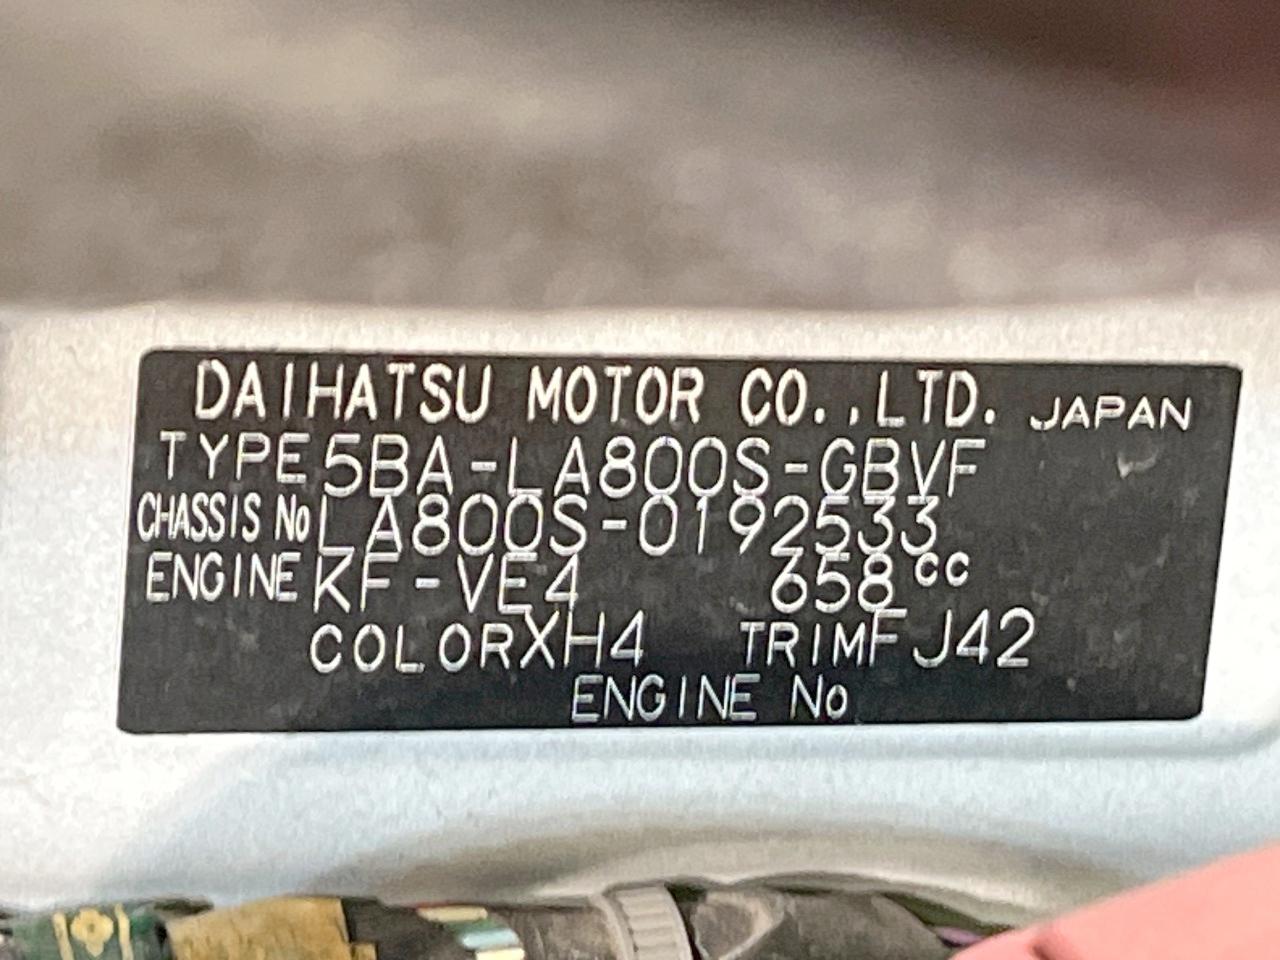 DAIHATSU MOTOR CO.,LTD. JAPAN
TYPE 5BA-LA800S-GBVF
CHASSIS No LA800S-0192533
ENGINE KF-VE4 658cc
COLOR XH4 TRIM FJ42
ENGINE No